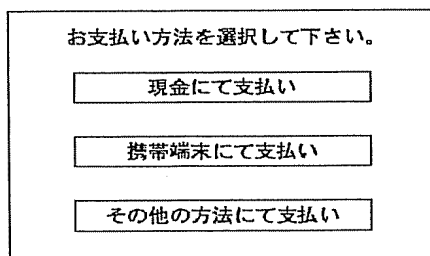 お支払い方法を選択して下さい。
現金にて支払い
携帯端末にて支払い
その他の方法にて支払い